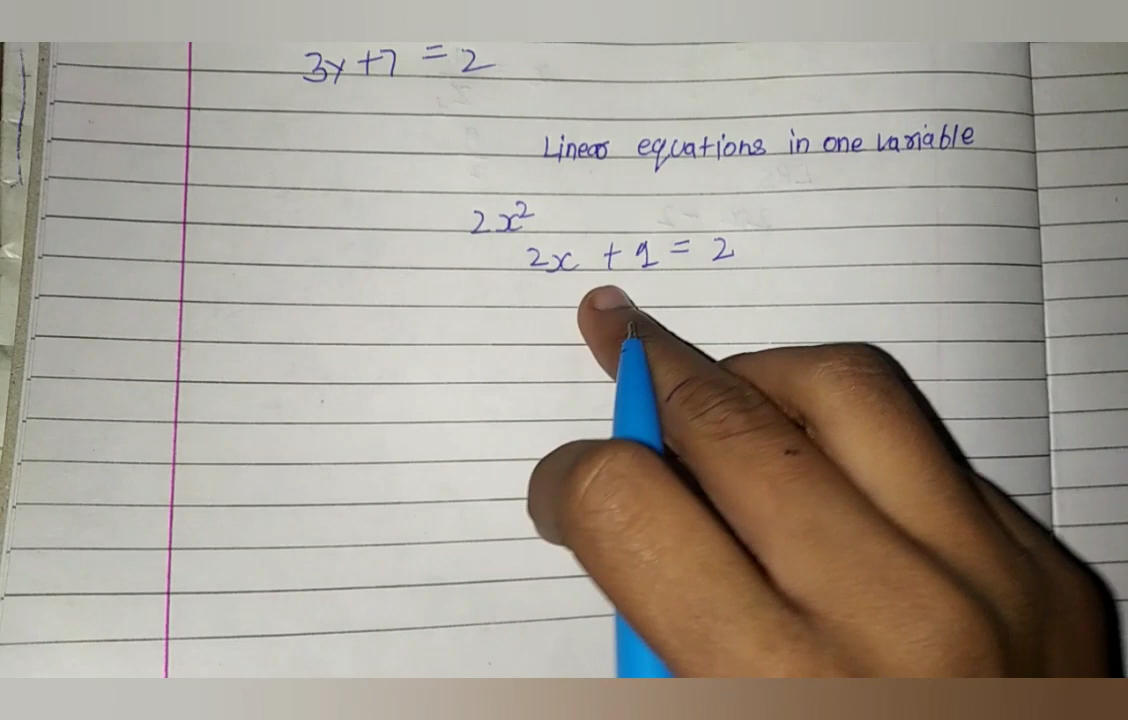 3y + 7 = 2
Linear equations in one variable
2x²
2x + 1 = 2